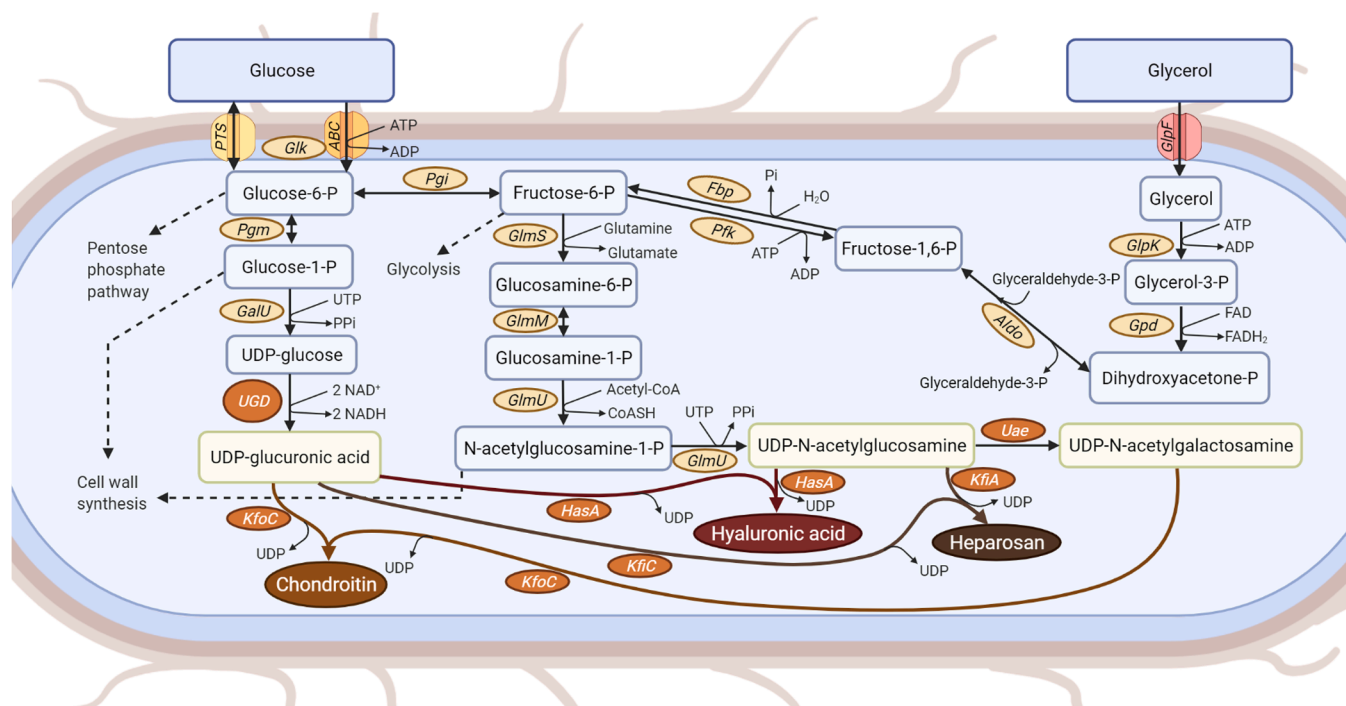 Glucose
Glycerol
PTS
ABC
Glk
ATP
ADP
GlpF
Glucose-6-P
Pgi
Fructose-6-P
Fbp
Pi
H₂O
Pfk
ATP
ADP
Fructose-1,6-P
Glycerol
GlpK
ATP
ADP
Glycerol-3-P
Gpd
FAD
FADH₂
Dihydroxyacetone-P
Glyceraldehyde-3-P
Aldo
Glyceraldehyde-3-P
Pentose
phosphate
pathway
Pgm
Glucose-1-P
GalU
UTP
PPi
UDP-glucose
UGD
2 NAD⁺
2 NADH
UDP-glucuronic acid
Glycolysis
GlmS
Glutamine
Glutamate
Glucosamine-6-P
GlmM
Glucosamine-1-P
GlmU
Acetyl-CoA
CoASH
N-acetylglucosamine-1-P
UTP
PPi
GlmU
UDP-N-acetylglucosamine
Uae
UDP-N-acetylgalactosamine
Cell wall
synthesis
HasA
UDP
HasA
UDP
Hyaluronic acid
KfiA
UDP
Heparosan
KfoC
UDP
Chondroitin
UDP
KfoC
KfiC
UDP